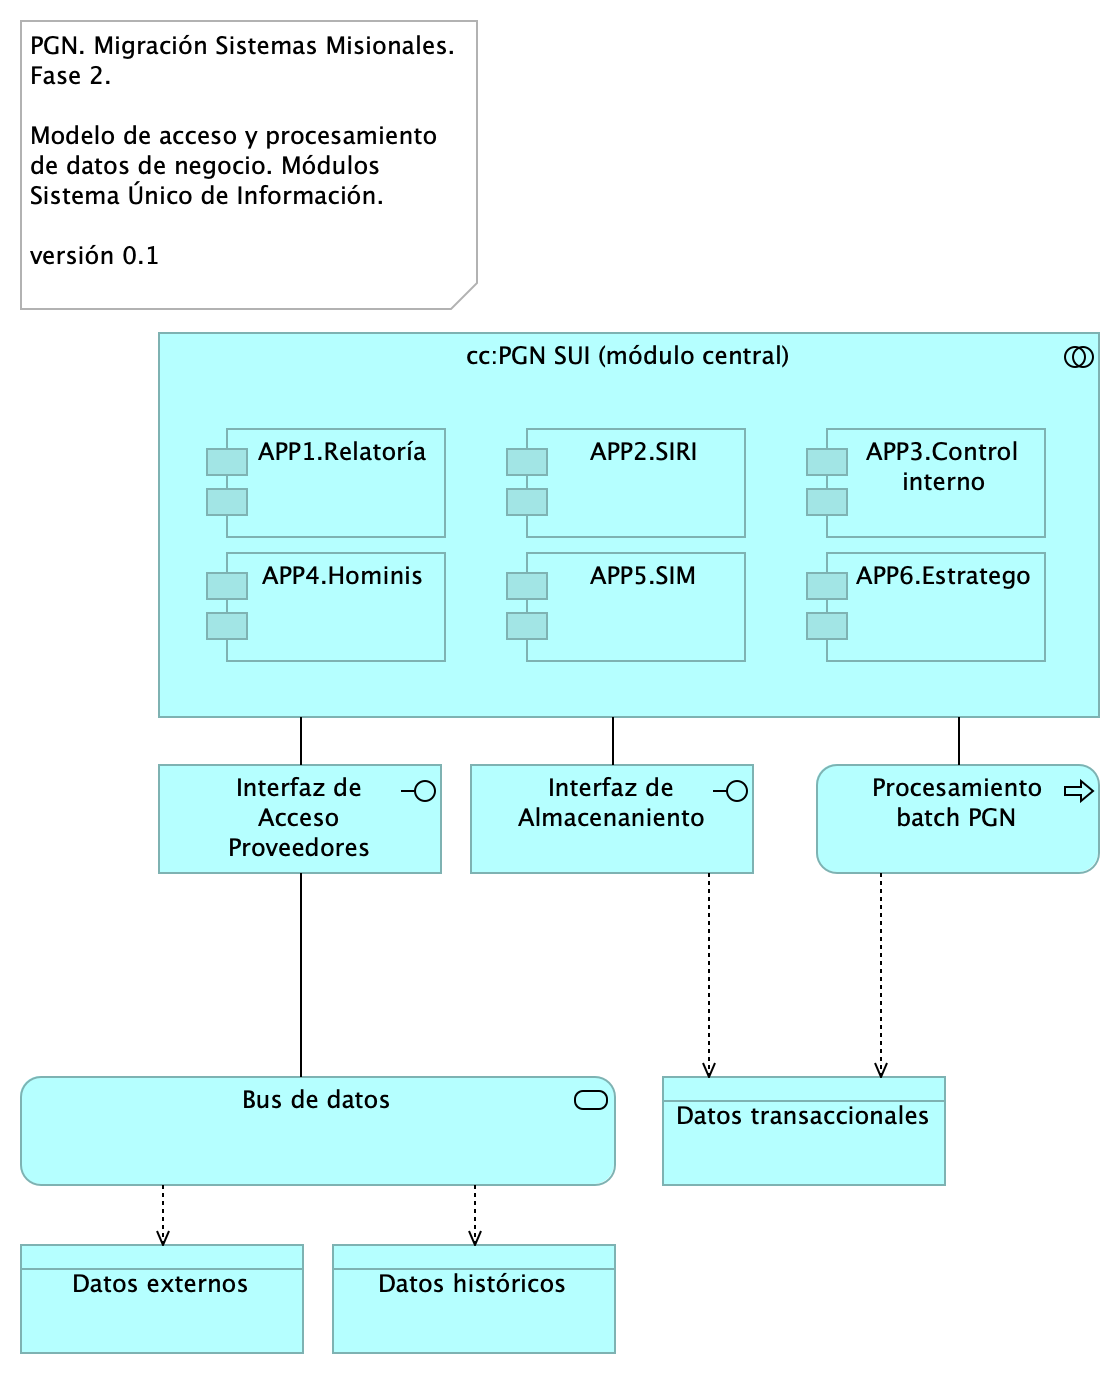 PGN. Migración Sistemas Misionales.
Fase 2.
Modelo de acceso y procesamiento
de datos de negocio. Módulos
Sistema Único de Información.
versión 0.1
cc:PGN SUI (módulo central)
APP1.Relatoría
APP2.SIRI
APP3.Control
interno
APP4.Hominis
APP5.SIM
APP6.Estratego
Interfaz de
Acceso
Proveedores
Interfaz de
Almacenaniento
Procesamiento
batch PGN
Bus de datos
Datos transaccionales
Datos externos
Datos históricos